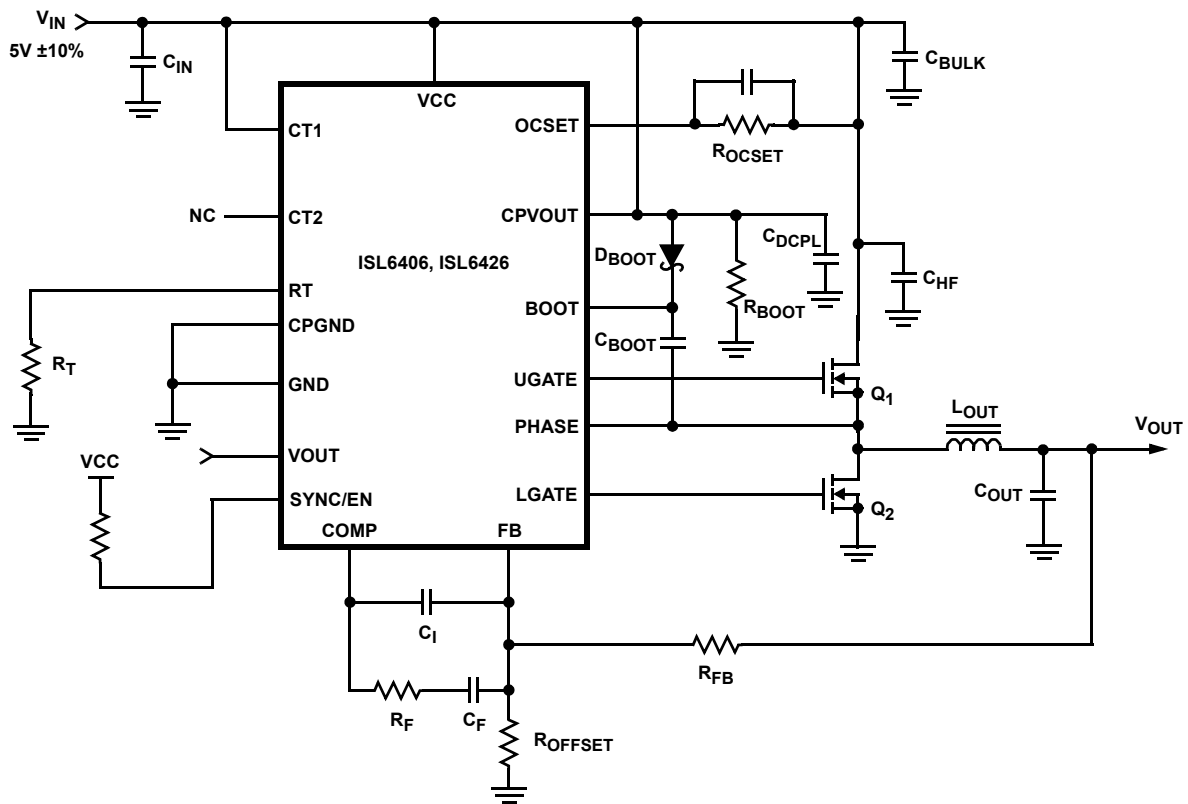 VIN
5V ±10%
CIN
CBULK
VCC
CT1
OCSET
ROCSET
NC
CT2
CPVOUT
CDCPL
DBOOT
ISL6406, ISL6426
CHF
RT
BOOT
RBOOT
CPGND
CBOOT
RT
GND
UGATE
Q1
LOUT
PHASE
VOUT
VOUT
VCC
SYNC/EN
LGATE
COUT
Q2
COMP
FB
CI
RFB
RF
CF
ROFFSET